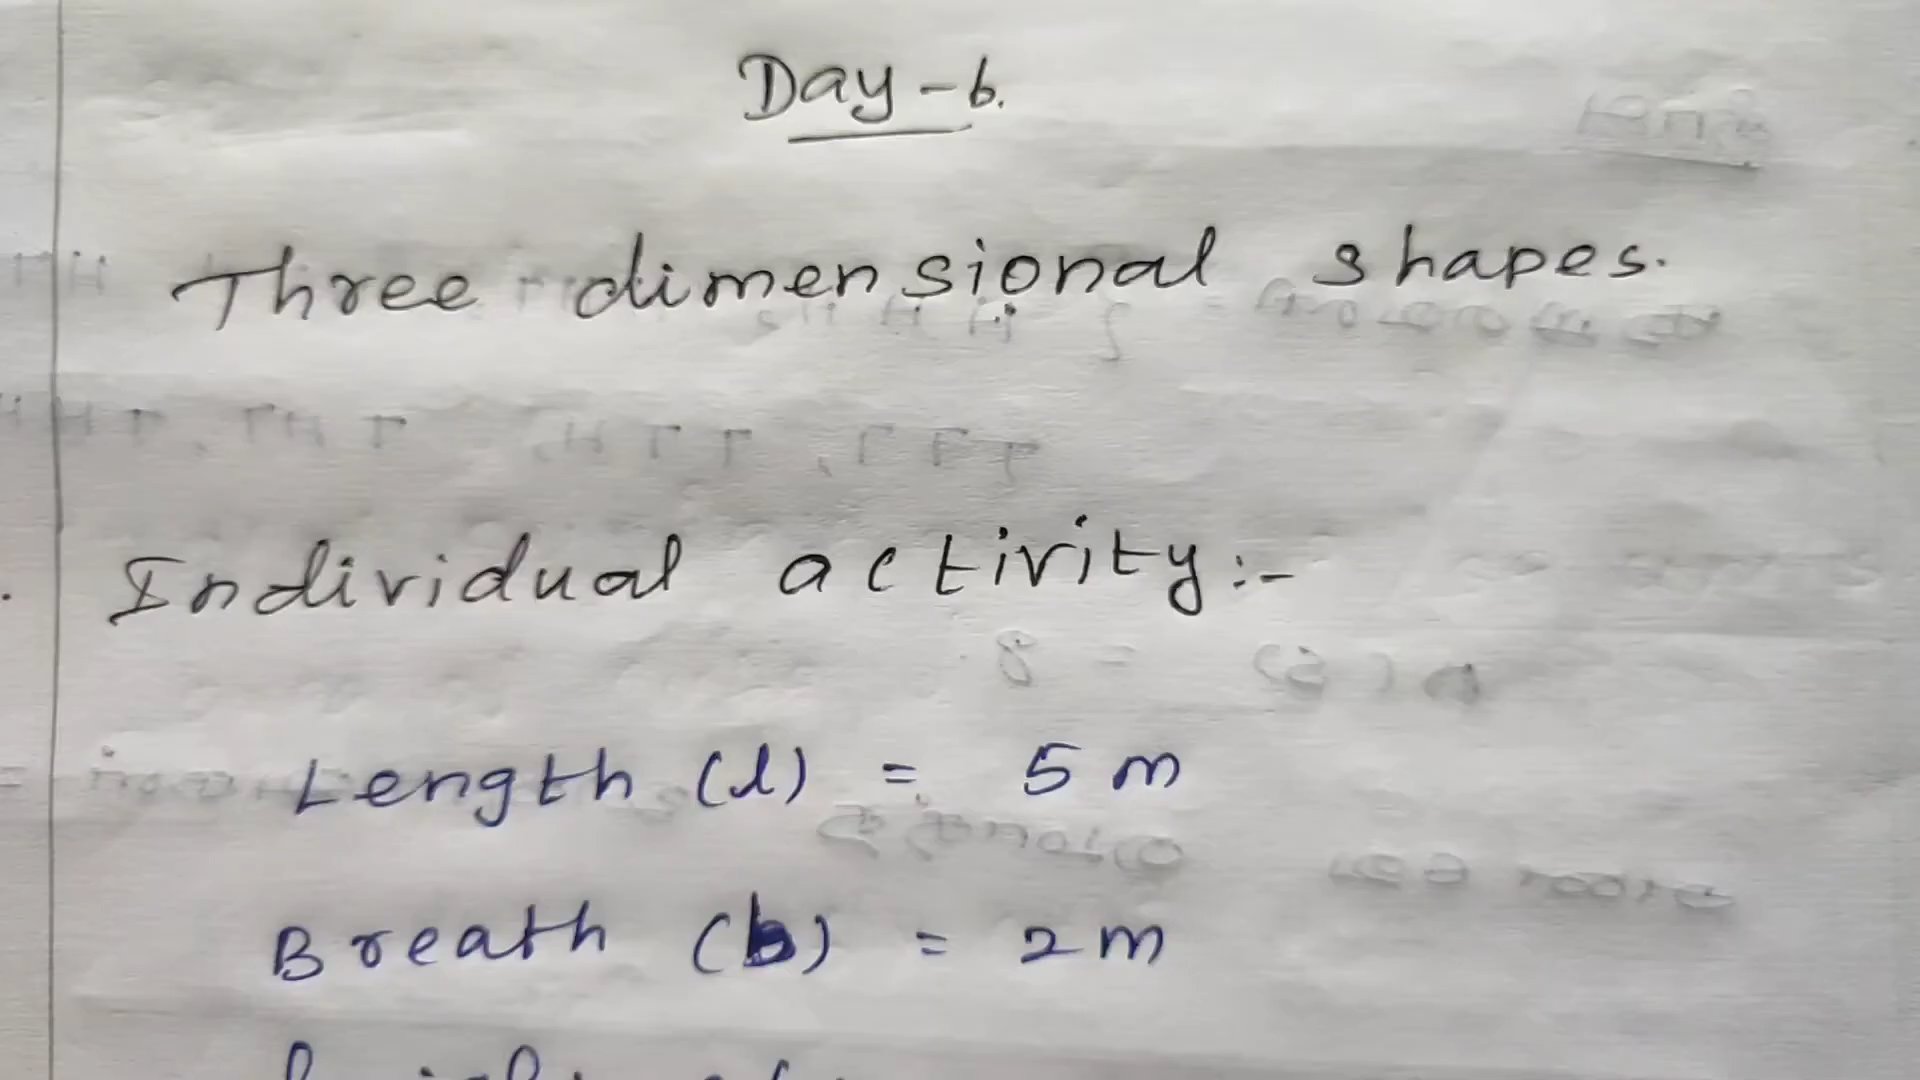 Day-6.
Three dimensional shapes.
Individual activity:-
Length (l) = 5 m
Breath (b) = 2 m